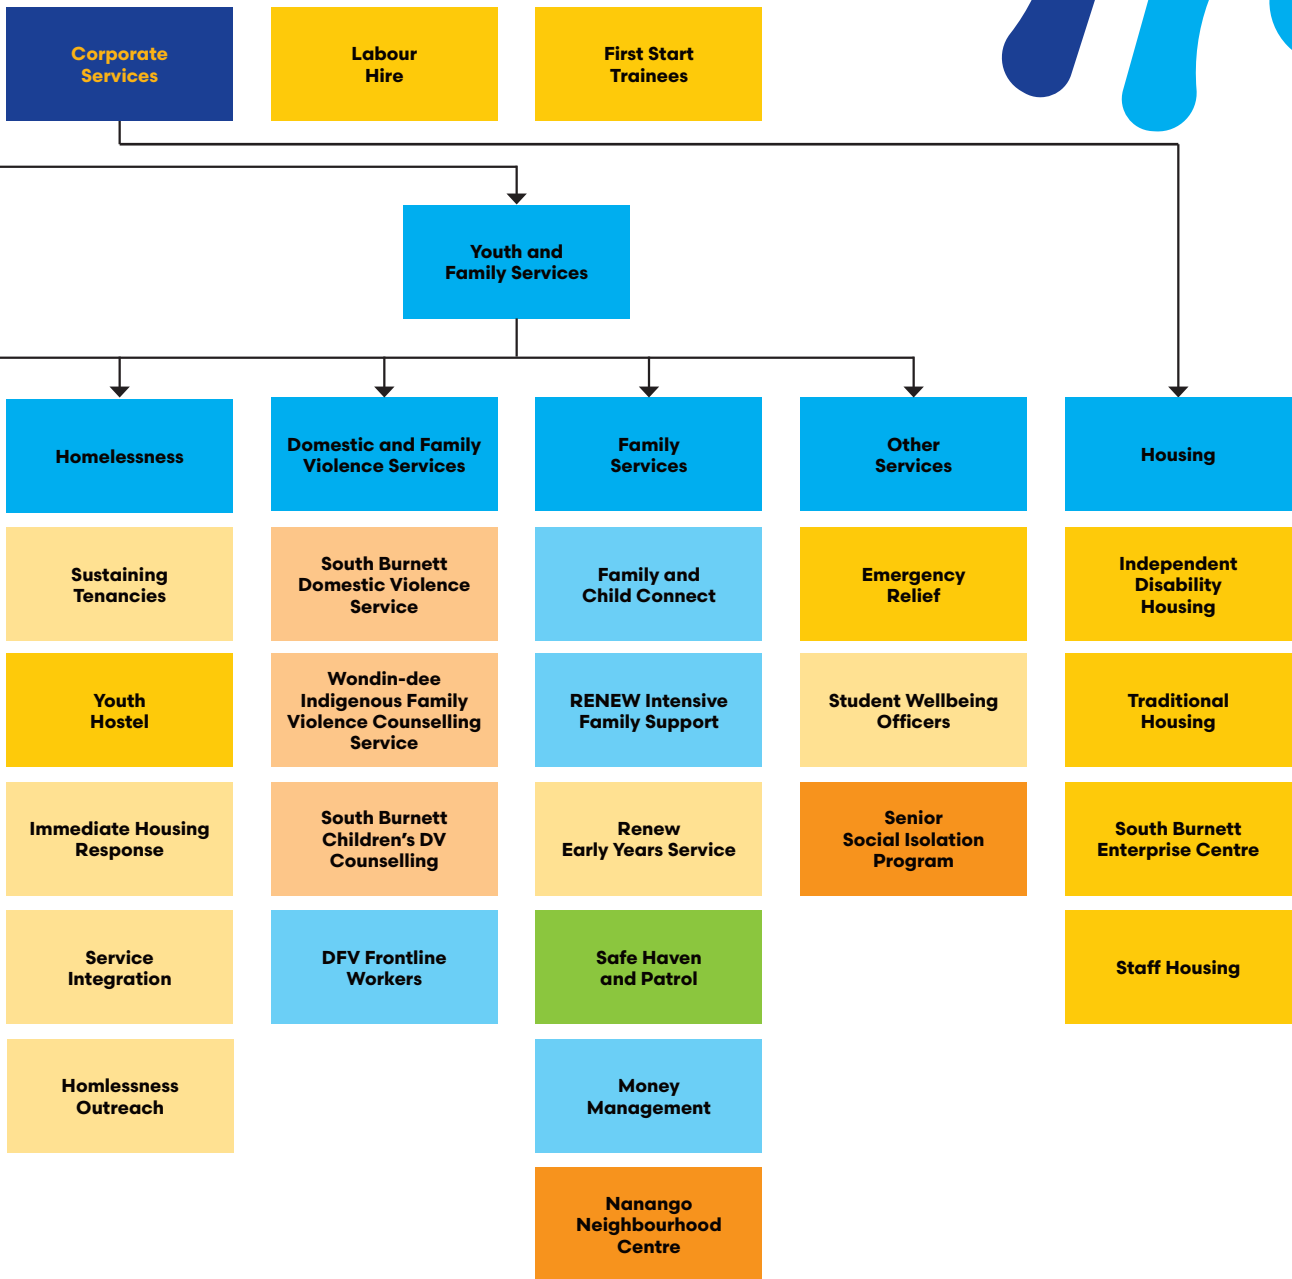 Corporate
Services
Labour
Hire
First Start
Trainees
Youth and
Family Services
Homelessness
Domestic and Family
Violence Services
Family
Services
Other
Services
Housing
Sustaining
Tenancies
South Burnett
Domestic Violence
Service
Family and
Child Connect
Emergency
Relief
Independent
Disability
Housing
Youth
Hostel
Wondin-dee
Indigenous Family
Violence Counselling
Service
RENEW Intensive
Family Support
Student Wellbeing
Officers
Traditional
Housing
Immediate Housing
Response
South Burnett
Children's DV
Counselling
Renew
Early Years Service
Senior
Social Isolation
Program
South Burnett
Enterprise Centre
Service
Integration
DFV Frontline
Workers
Safe Haven
and Patrol
Staff Housing
Homlessness
Outreach
Money
Management
Nanango
Neighbourhood
Centre